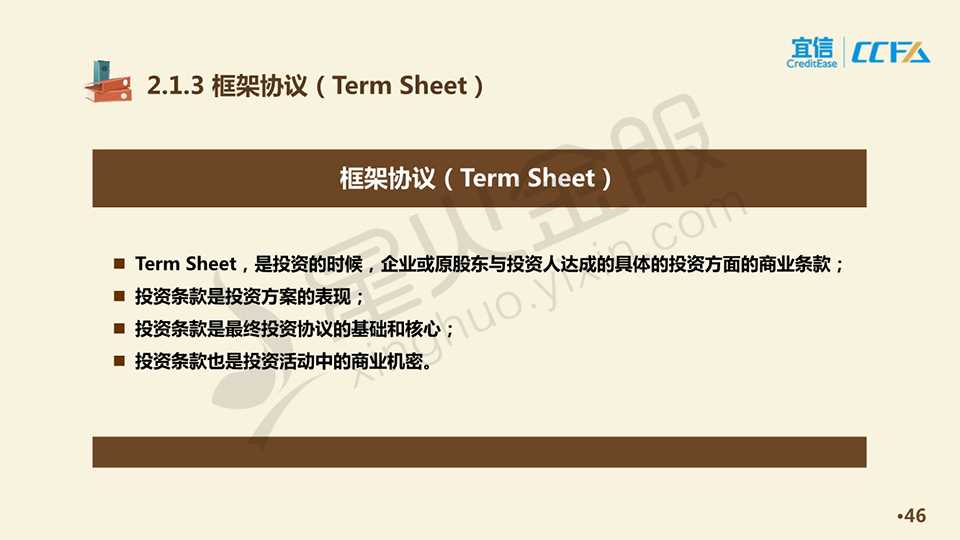 宜信
CreditEase
CCFA
2.1.3 框架协议（Term Sheet）
框架协议（Term Sheet）
■ Term Sheet，是投资的时候，企业或原股东与投资人达成的具体的投资方面的商业条款；
■ 投资条款是投资方案的表现；
■ 投资条款是最终投资协议的基础和核心；
■ 投资条款也是投资活动中的商业机密。
星火金服
xinghuo.yixin.com
•46